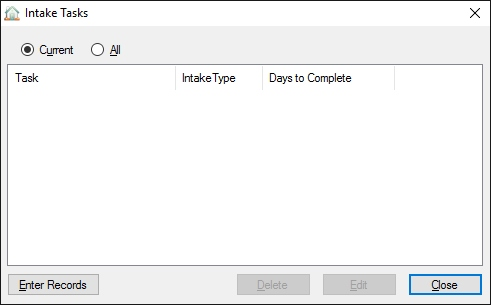 Intake Tasks
Current All
Task IntakeType Days to Complete
Enter Records Delete Edit Close